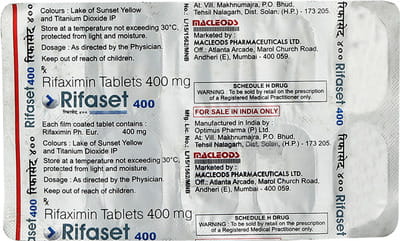 Colours : Lake of Sunset Yellow
and Titanium Dioxide IP
Store at a temperature not exceeding 30°C,
protected from light and moisture.
Dosage : As directed by the Physician.
Keep out of reach of children.
Rx
Rifaximin Tablets 400 mg
Rifaset 400
Each film coated tablet contains :
Rifaximin Ph. Eur. 400 mg
Colours : Lake of Sunset Yellow
and Titanium Dioxide IP
Store at a temperature not exceeding 30°C,
protected from light and moisture.
Dosage : As directed by the Physician.
Keep out of reach of children.
Rx
Rifaximin Tablets 400 mg
Rifaset 400
रिफासेट ४००
Rifaset 400
रिफासेट ४००
Rifaset 400
At: Vill. Makhnumajra, P.O. Bhud,
Tehsil Nalagarh, Dist. Solan. (H.P.) - 173 205.
MACLEODS
Marketed by :
MACLEODS PHARMACEUTICALS LTD.
Off.: Atlanta Arcade, Marol Church Road,
Andheri (E), Mumbai - 400 059.
SCHEDULE H DRUG
WARNING : To be sold by retail on the prescription
of a Registered Medical Practitioner only.
FOR SALE IN INDIA ONLY
Manufactured in India by :
Optimus Pharma (P) Ltd.
At: Vill. Makhnumajra, P.O. Bhud,
Tehsil Nalagarh, Dist. Solan. (H.P.) - 173 205.
MACLEODS
Marketed by :
MACLEODS PHARMACEUTICALS LTD.
Off.: Atlanta Arcade, Marol Church Road,
Andheri (E), Mumbai - 400 059.
SCHEDULE H DRUG
WARNING : To be sold by retail on the prescription
of a Registered Medical Practitioner only.